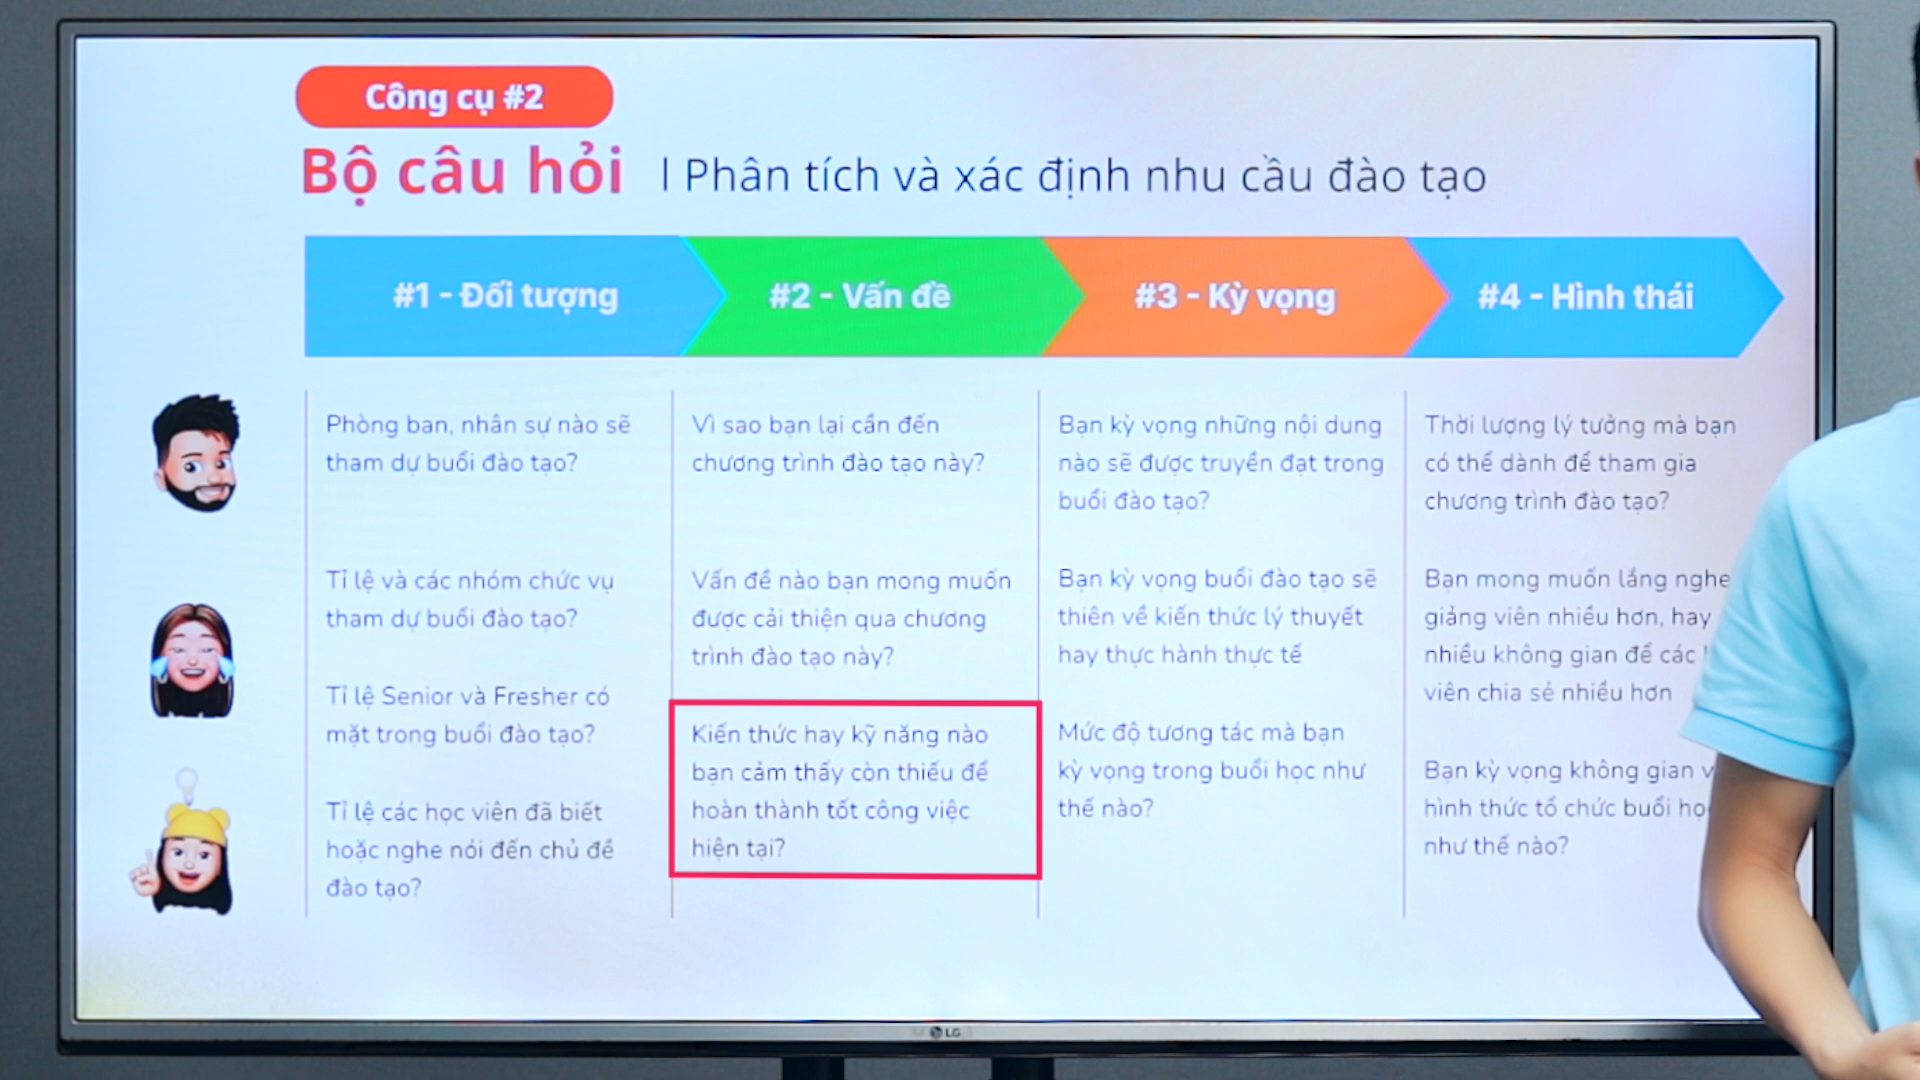 Công cụ #2
Bộ câu hỏi | Phân tích và xác định nhu cầu đào tạo
#1 - Đối tượng
#2 - Vấn đề
#3 - Kỳ vọng
#4 - Hình thái
Phòng ban, nhân sự nào sẽ
tham dự buổi đào tạo?
Tỉ lệ và các nhóm chức vụ
tham dự buổi đào tạo?
Tỉ lệ Senior và Fresher có
mặt trong buổi đào tạo?
Tỉ lệ các học viên đã biết
hoặc nghe nói đến chủ đề
đào tạo?
Vì sao bạn lại cần đến
chương trình đào tạo này?
Vấn đề nào bạn mong muốn
được cải thiện qua chương
trình đào tạo này?
Kiến thức hay kỹ năng nào
bạn cảm thấy còn thiếu để
hoàn thành tốt công việc
hiện tại?
Bạn kỳ vọng những nội dung
nào sẽ được truyền đạt trong
buổi đào tạo?
Bạn kỳ vọng buổi đào tạo sẽ
thiên về kiến thức lý thuyết
hay thực hành thực tế
Mức độ tương tác mà bạn
kỳ vọng trong buổi học như
thế nào?
Thời lượng lý tưởng mà bạn
có thể dành để tham gia
chương trình đào tạo?
Bạn mong muốn lắng nghe
giảng viên nhiều hơn, hay
nhiều không gian để các
viên chia sẻ nhiều hơn
Bạn kỳ vọng không gian
hình thức tổ chức buổi
như thế nào?
LG